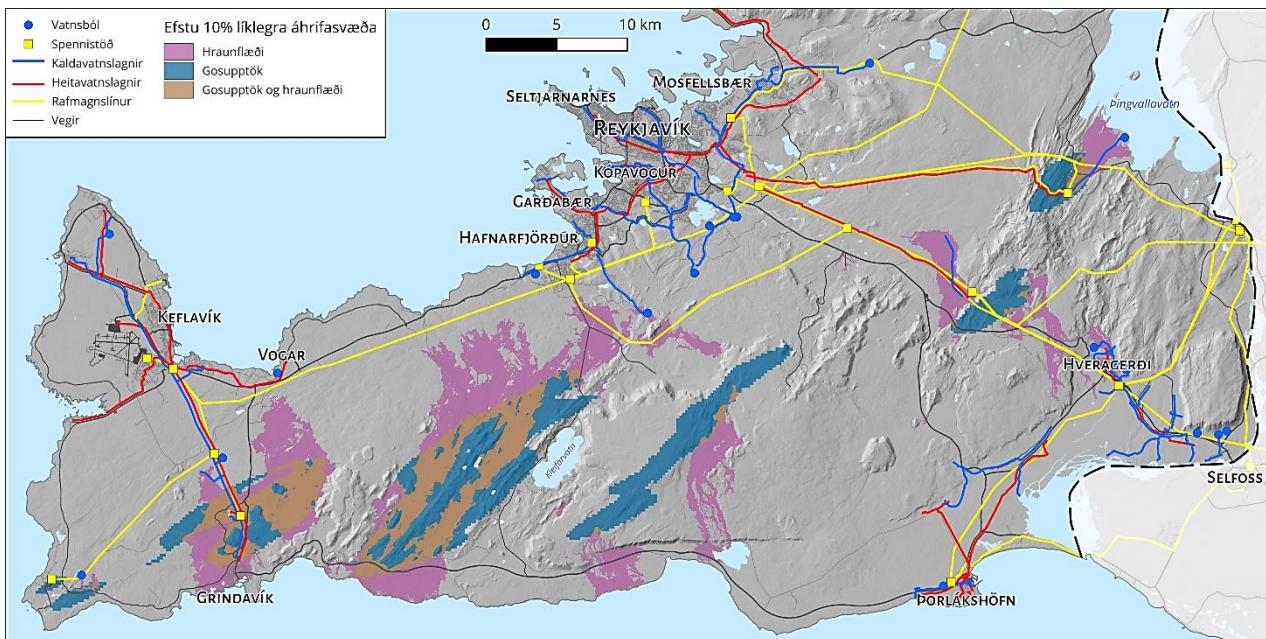 Vatnsból
Spennistöð
Kaldavatnslagnir
Heitavatnslagnir
Rafmagnslínur
Vegir
Efstu 10% líklegra áhrifasvæða
Hraunflæði
Gosupptök
Gosupptök og hraunflæði
0 10 km
Mosfellsbær
Seltjarnarnes
Reykjavík
Þingvallavatn
Kópavogur
Garðabær
Hafnarfjörður
Keflavík
Vogar
Hveragerði
Kleifarvatn
Selfoss
Grindavík
Þorlákshöfn